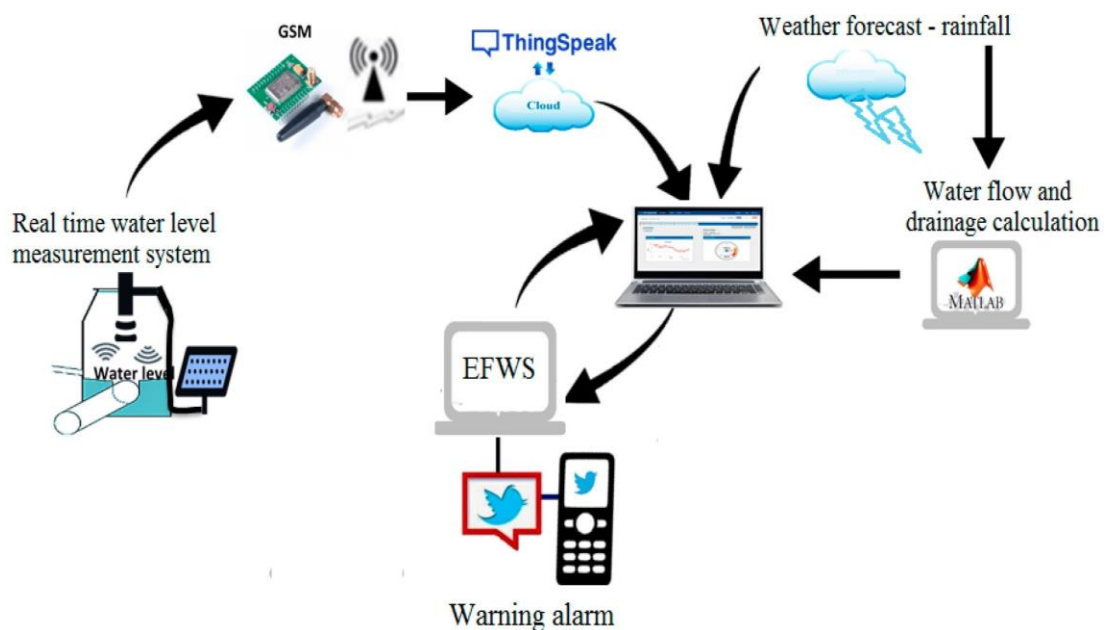 GSM
ThingSpeak
Cloud
Weather forecast - rainfall
Real time water level
measurement system
Water level
Water flow and
drainage calculation
MATLAB
EFWS
Warning alarm